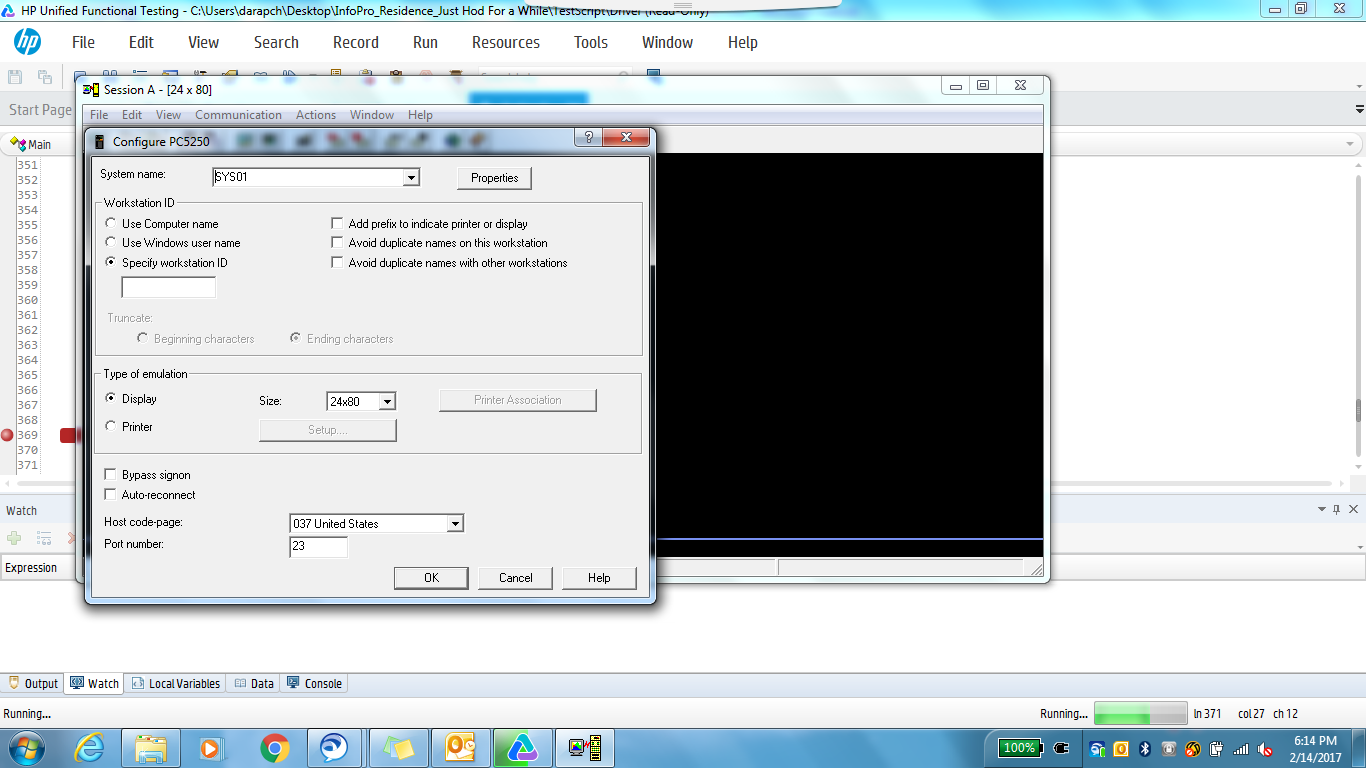 HP Unified Functional Testing - C:\Users\darapch\Desktop\InfoPro_Residence_Just Hod For a While\TestScript\Driver (Read-Only)
hp File Edit View Search Record Run Resources Tools Window Help
Start Page
Session A - [24 x 80]
File Edit View Communication Actions Window Help
Main
Configure PC5250
System name: SYS01 Properties
Workstation ID
Use Computer name Add prefix to indicate printer or display
Use Windows user name Avoid duplicate names on this workstation
Specify workstation ID Avoid duplicate names with other workstations
Truncate:
Beginning characters Ending characters
Type of emulation
Display Size: 24x80 Printer Association
Printer Setup....
Bypass signon
Auto-reconnect
Host code-page: 037 United States
Port number: 23
OK Cancel Help
351
352
353
354
355
356
357
358
359
360
361
362
363
364
365
366
367
368
369
370
371
Watch
Expression
Output Watch Local Variables Data Console
Running... Running... ln 371 col 27 ch 12
100% 6:14 PM
2/14/2017